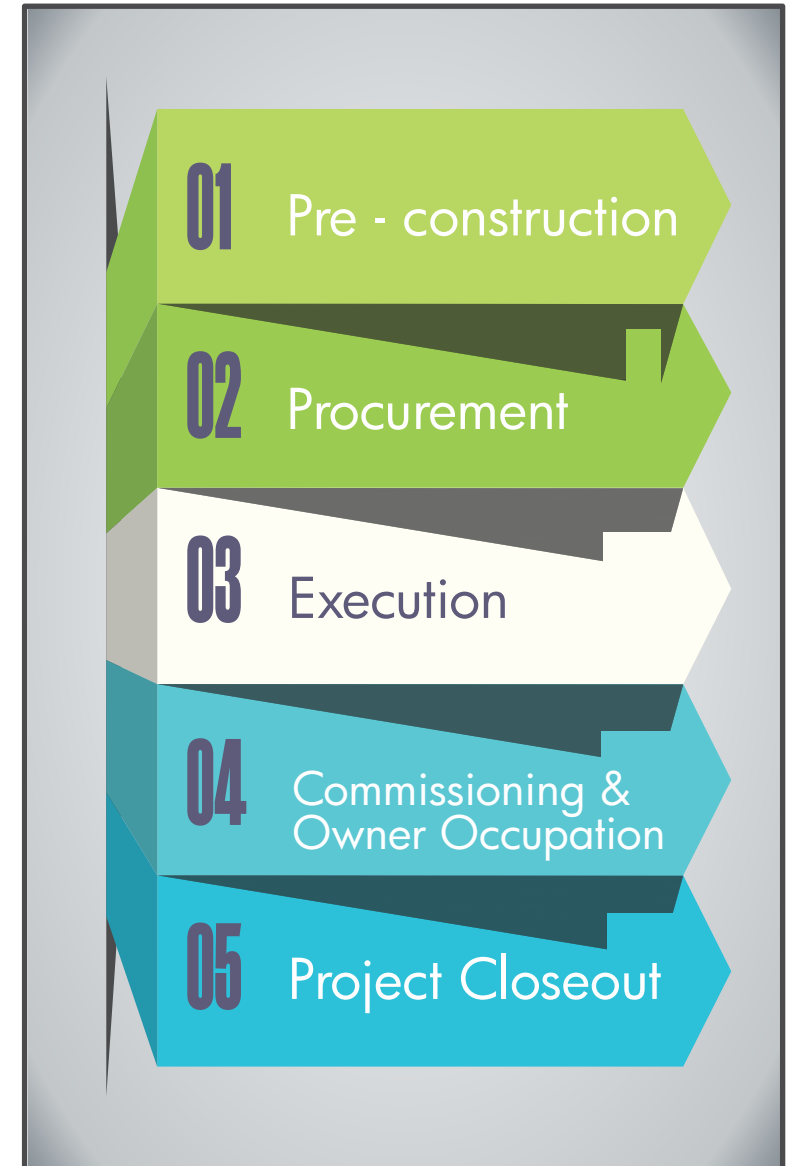 01 Pre - construction
02 Procurement
03 Execution
04 Commissioning &
Owner Occupation
05 Project Closeout